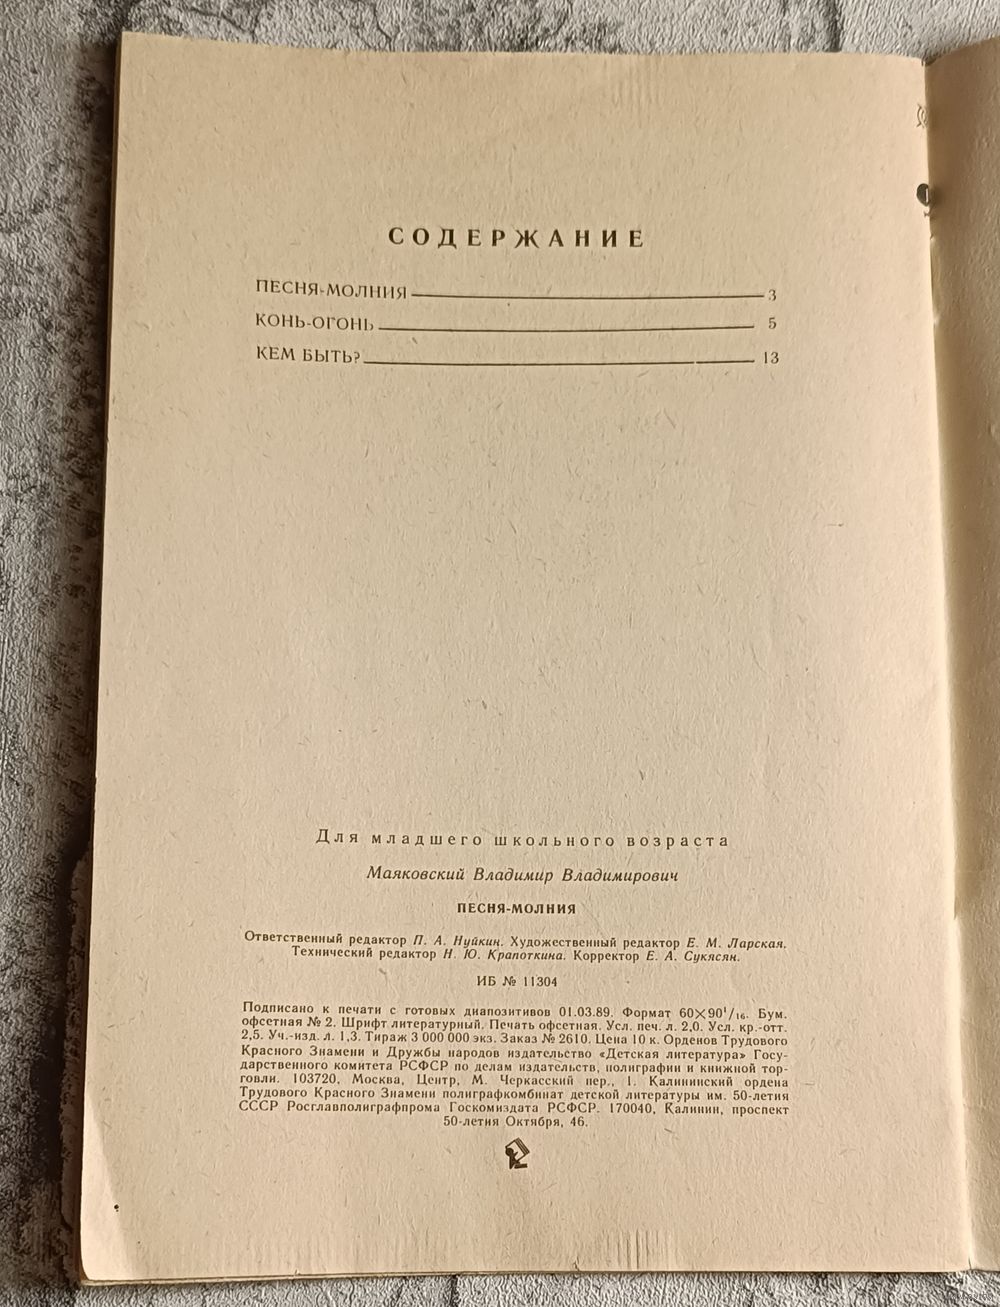 СОДЕРЖАНИЕ
ПЕСНЯ-МОЛНИЯ 3
КОНЬ-ОГОНЬ 5
КЕМ БЫТЬ? 13
Для младшего школьного возраста
Маяковский Владимир Владимирович
ПЕСНЯ-МОЛНИЯ
Ответственный редактор П. А. Нуйкин. Художественный редактор Е. М. Ларская.
Технический редактор Н. Ю. Крапоткина. Корректор Е. А. Сукясян.
ИБ № 11304
Подписано к печати с готовых диапозитивов 01.03.89. Формат 60×90¹/₁₆. Бум.
офсетная № 2. Шрифт литературный. Печать офсетная. Усл. печ. л. 2,0. Усл. кр.-отт.
2,5. Уч.-изд. л. 1,3. Тираж 3 000 000 экз. Заказ № 2610. Цена 10 к. Орденов Трудового
Красного Знамени и Дружбы народов издательство «Детская литература» Госу-
дарственного комитета РСФСР по делам издательств, полиграфии и книжной тор-
говли. 103720, Москва, Центр, М. Черкасский пер., 1. Калининский ордена
Трудового Красного Знамени полиграфкомбинат детской литературы им. 50-летия
СССР Росглавполиграфпрома Госкомиздата РСФСР. 170040, Калинин, проспект
50-летия Октября, 46.